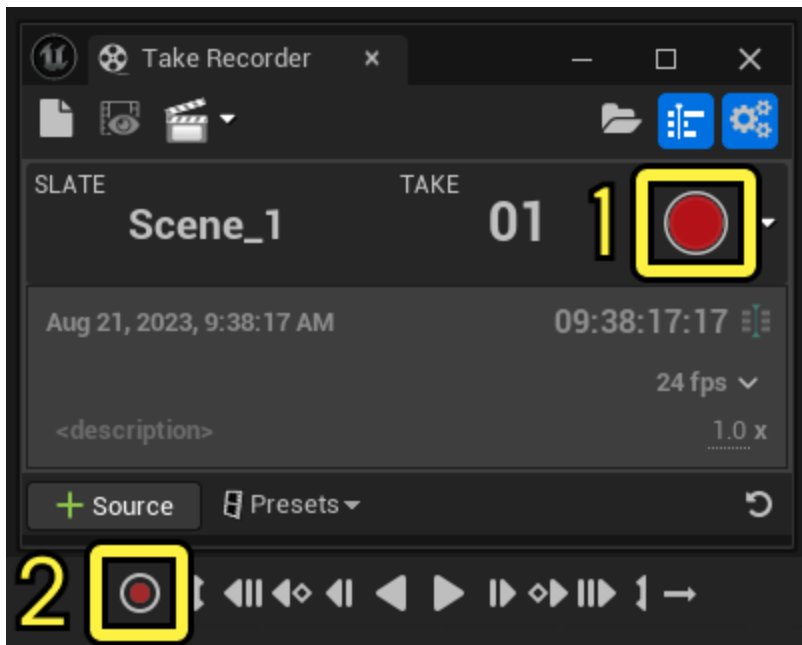 Take Recorder
SLATE
TAKE
Scene_1
01
1
Aug 21, 2023, 9:38:17 AM
09:38:17:17
24 fps
<description>
1.0 x
+ Source
Presets
2